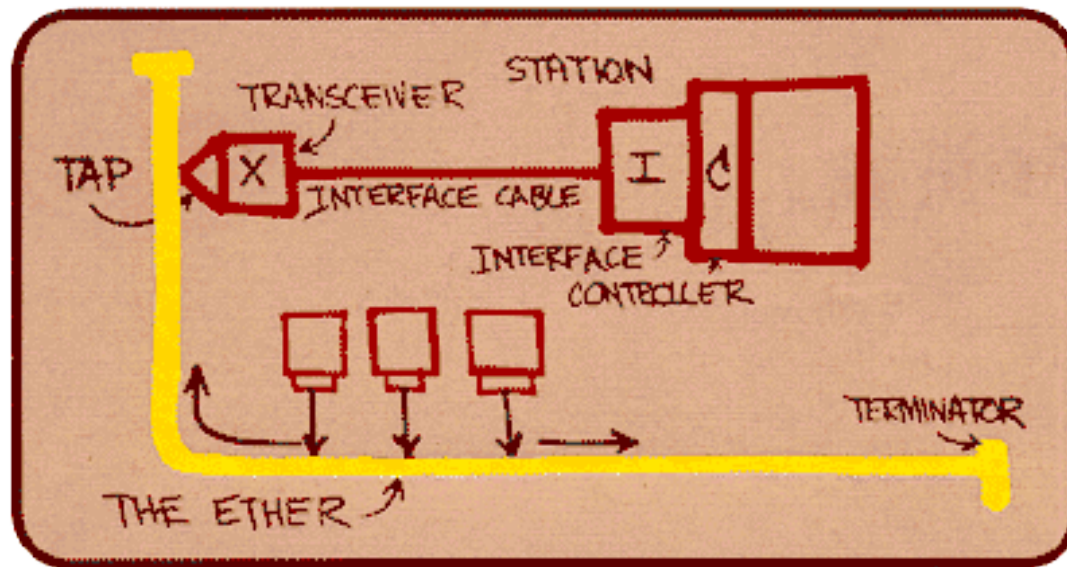 STATION
TRANSCEIVER
TAP
X
I
C
INTERFACE CABLE
INTERFACE
CONTROLLER
TERMINATOR
THE ETHER